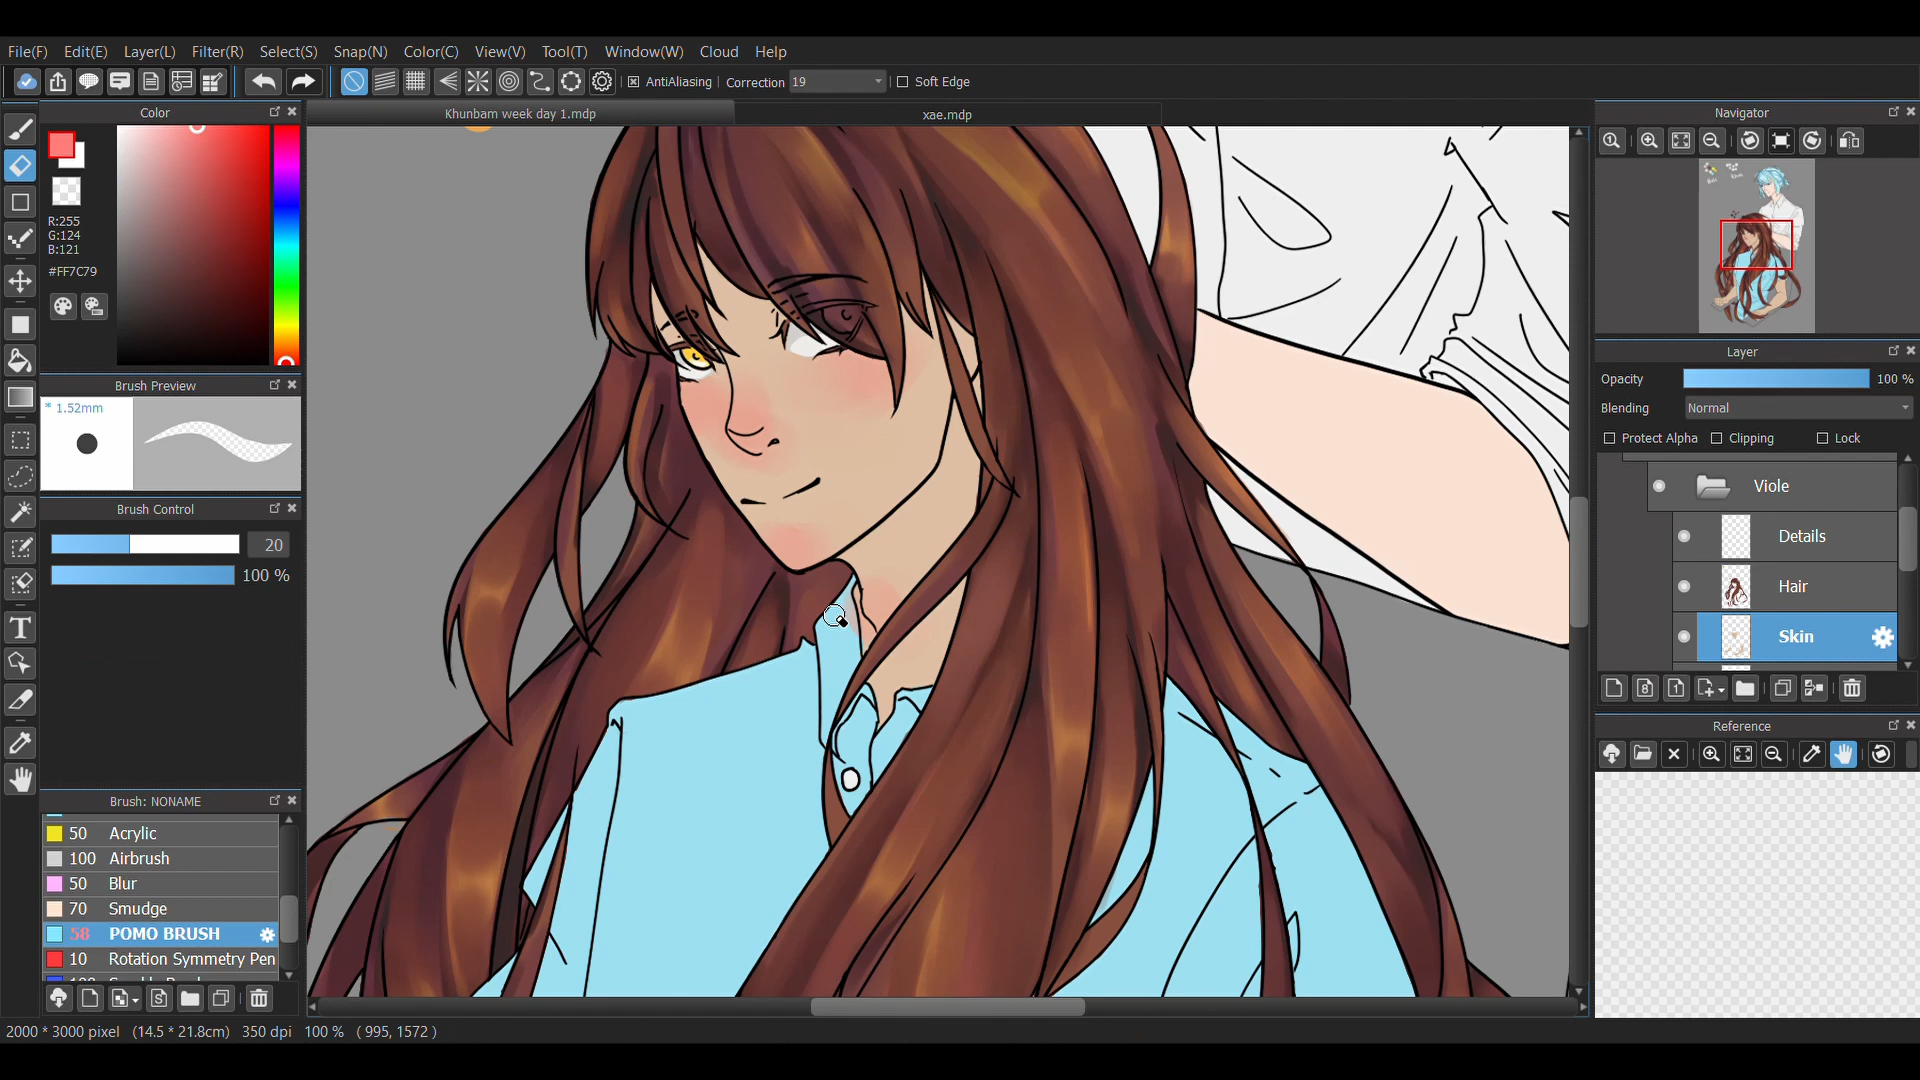 File(F) Edit(E) Layer(L) Filter(R) Select(S) Snap(N) Color(C) View(V) Tool(T) Window(W) Cloud Help
AntiAliasing Correction 19 Soft Edge
Color
Khunbam week day 1.mdp
xae.mdp
Navigator
R:255
G:124
B:121
#FF7C79
Layer
Opacity 100 %
Blending Normal
Protect Alpha Clipping Lock
Brush Preview
* 1.52mm
Viole
Details
Hair
Skin
Brush Control
20
100 %
Reference
Brush: NONAME
50 Acrylic
100 Airbrush
50 Blur
70 Smudge
58 POMO BRUSH
10 Rotation Symmetry Pen
2000 * 3000 pixel (14.5 * 21.8cm) 350 dpi 100 % ( 995, 1572 )